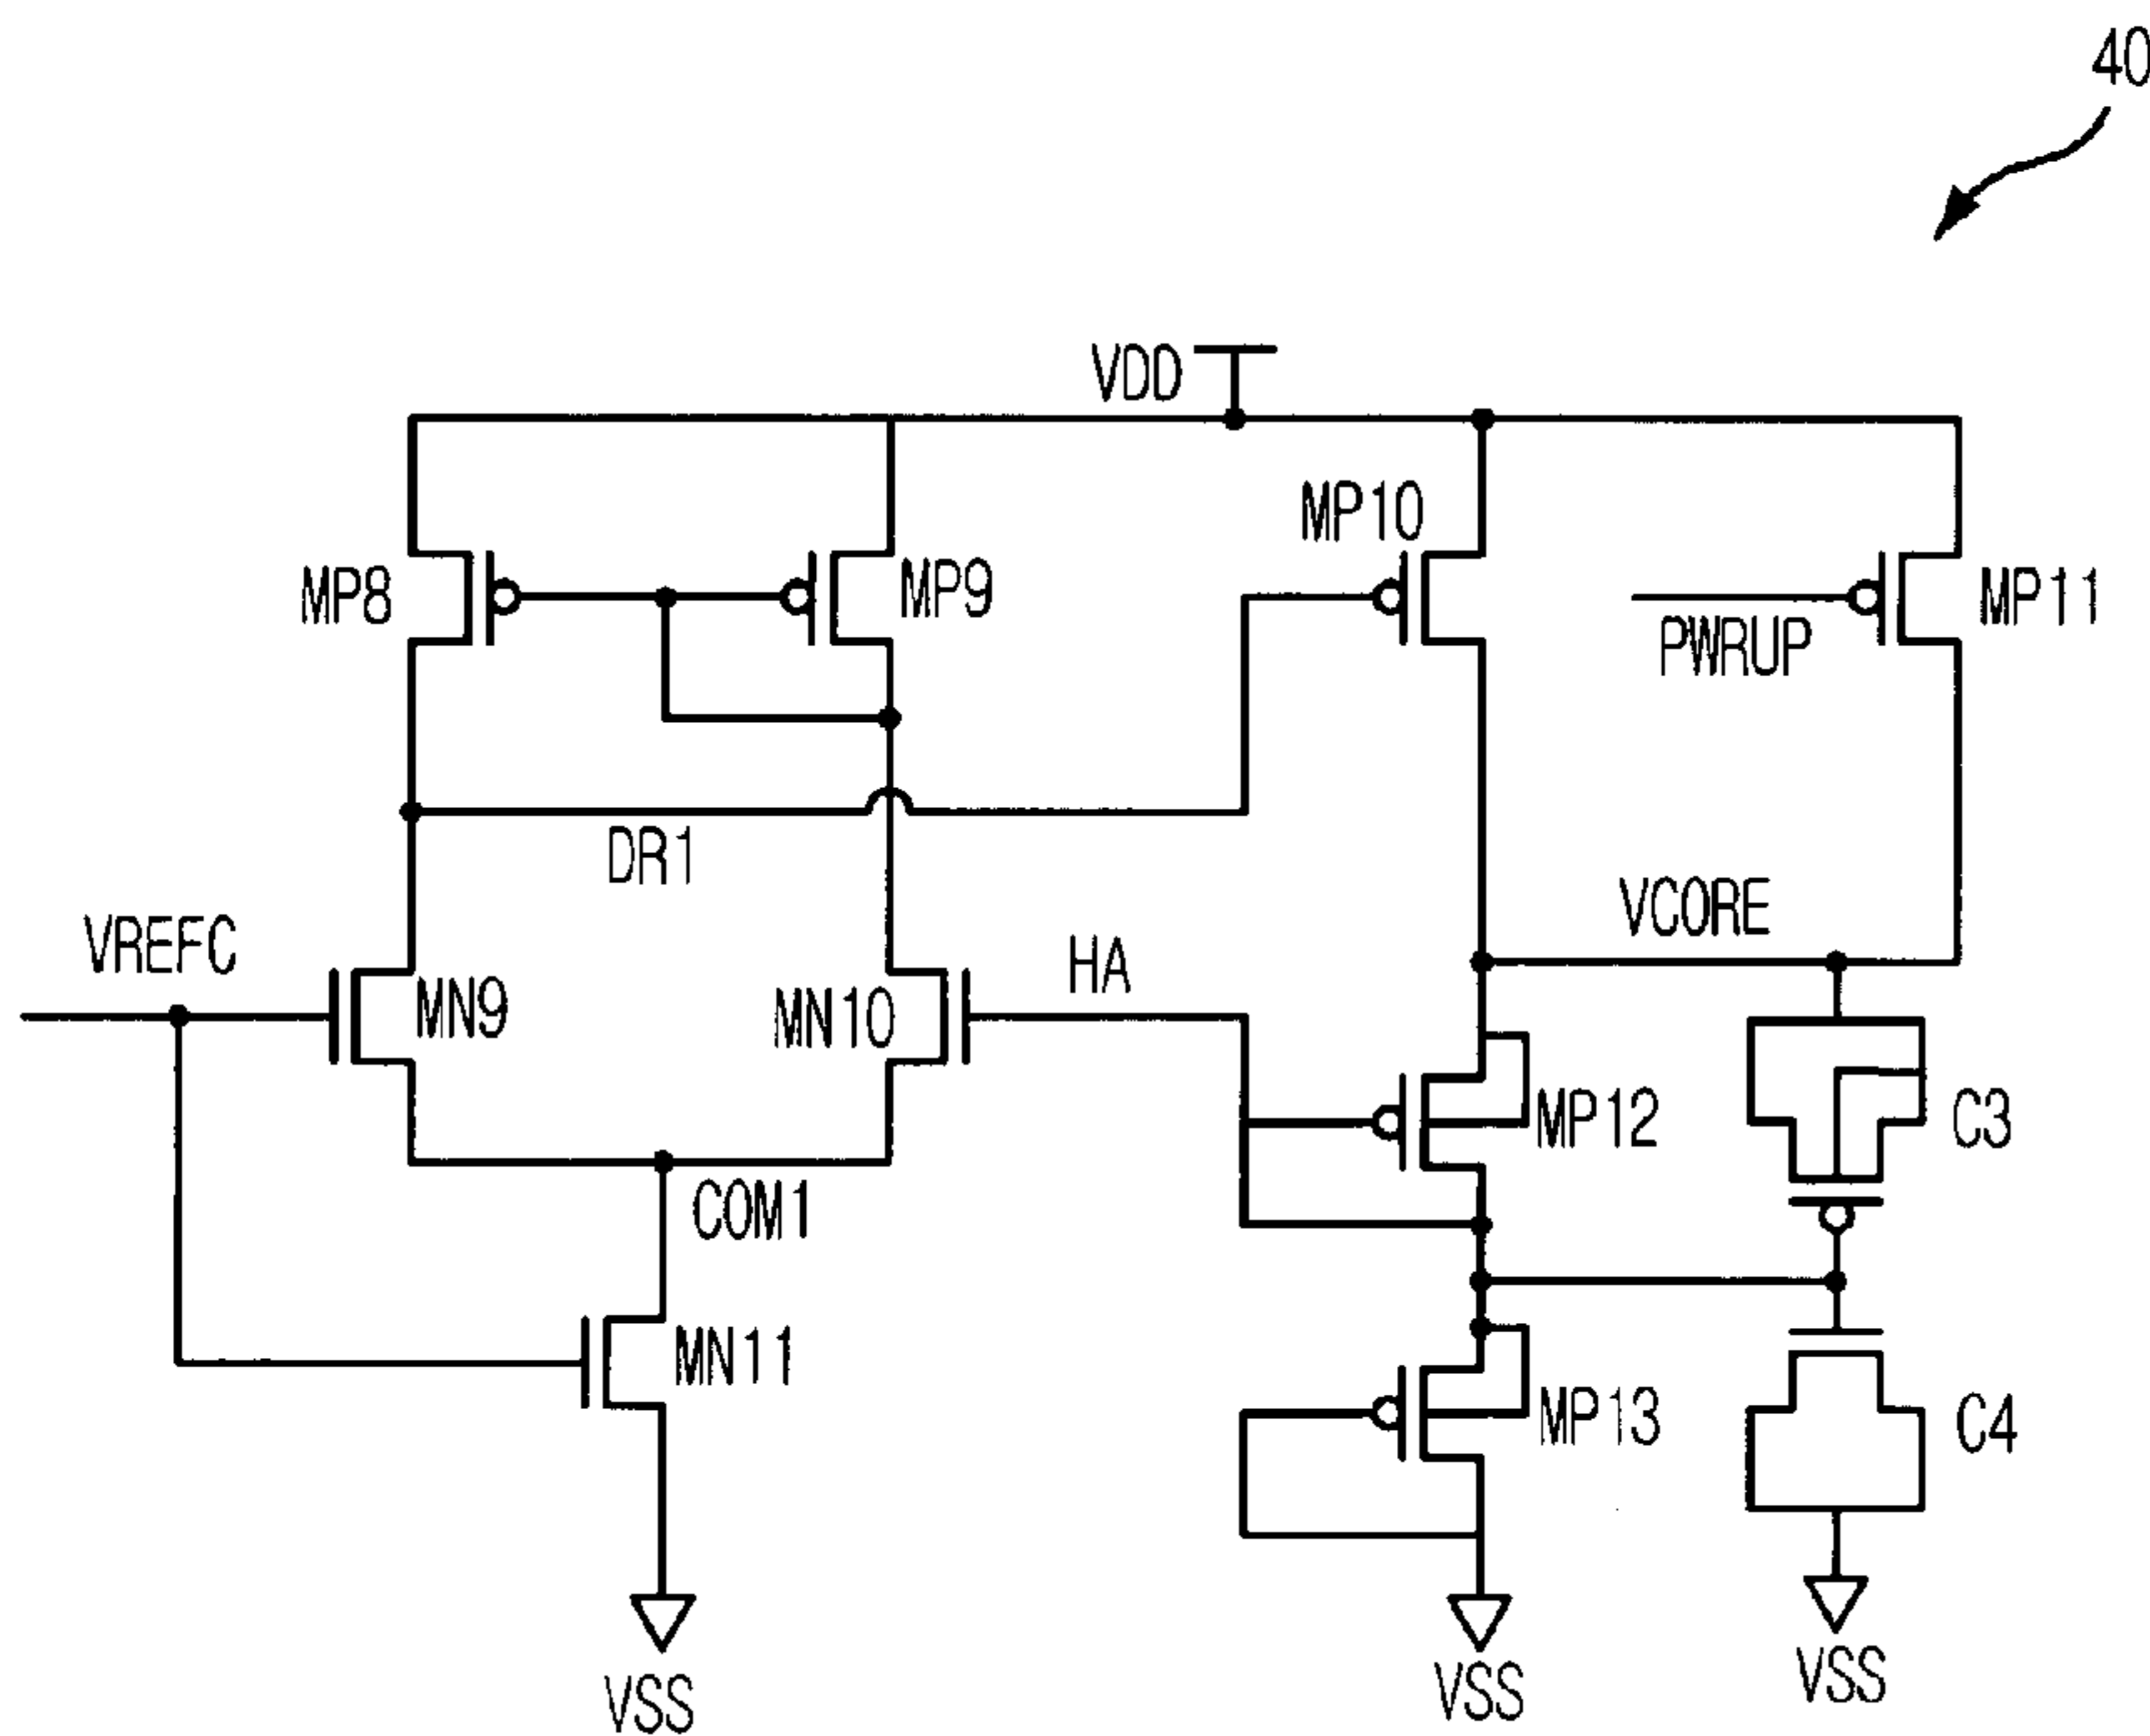 40
VDD
MP10
MP8
MP9
MP11
PWRUP
DR1
VCORE
VREFC
HA
MN9
MN10
MP12
C3
COM1
MN11
MP13
C4
VSS
VSS
VSS